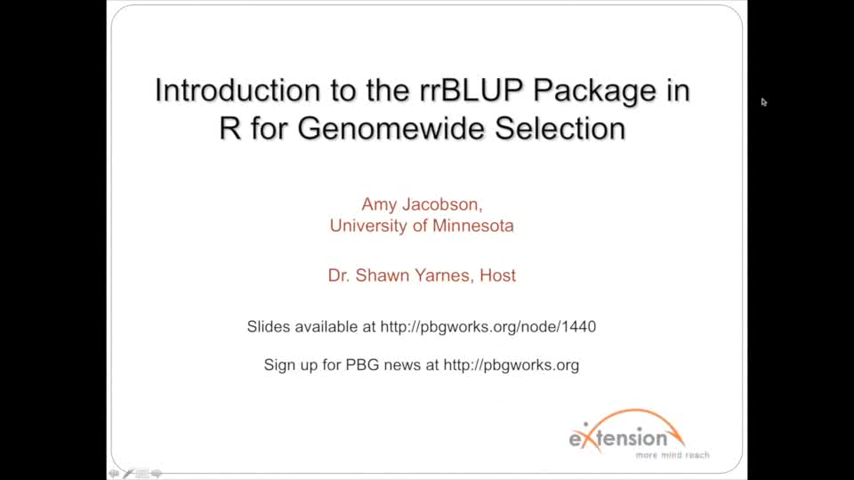 Introduction to the rrBLUP Package in
R for Genomewide Selection
Amy Jacobson,
University of Minnesota
Dr. Shawn Yarnes, Host
Slides available at http://pbgworks.org/node/1440
Sign up for PBG news at http://pbgworks.org
eXtension
more mind reach